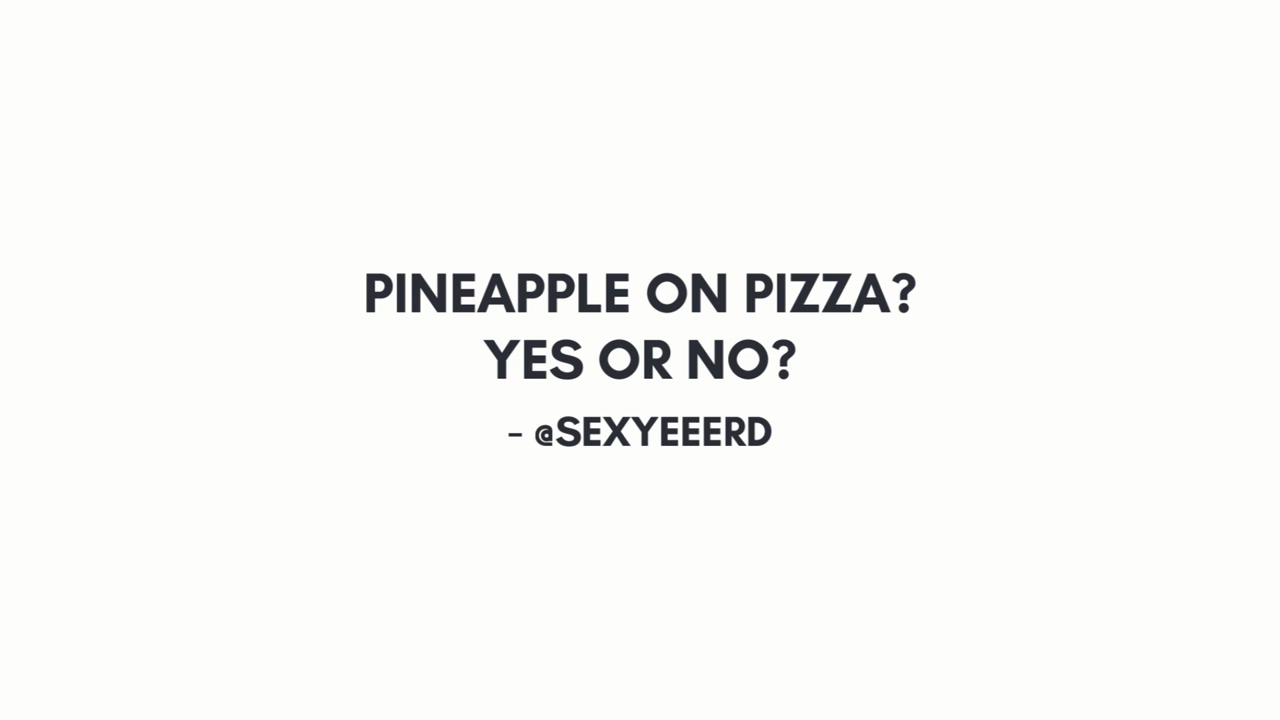 PINEAPPLE ON PIZZA?
YES OR NO?
- @SEXYEEERD